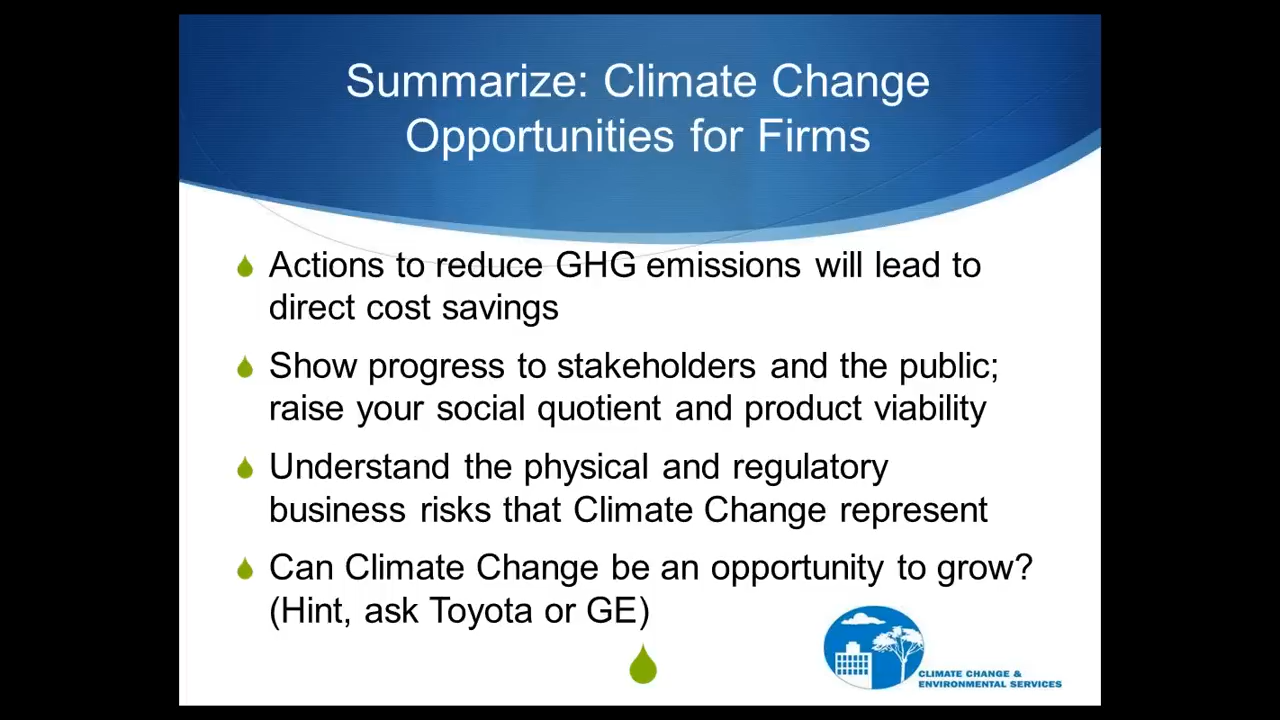 Summarize: Climate Change
Opportunities for Firms
Actions to reduce GHG emissions will lead to
direct cost savings
Show progress to stakeholders and the public;
raise your social quotient and product viability
Understand the physical and regulatory
business risks that Climate Change represent
Can Climate Change be an opportunity to grow?
(Hint, ask Toyota or GE)
CLIMATE CHANGE &
ENVIRONMENTAL SERVICES